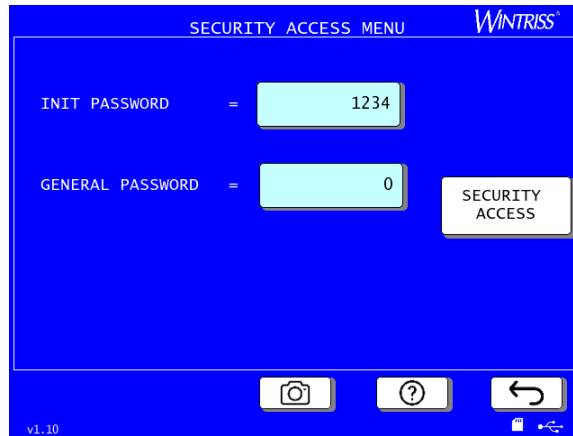 SECURITY ACCESS MENU
WINTRISS®
INIT PASSWORD = 1234
GENERAL PASSWORD = 0
SECURITY
ACCESS
?
v1.10